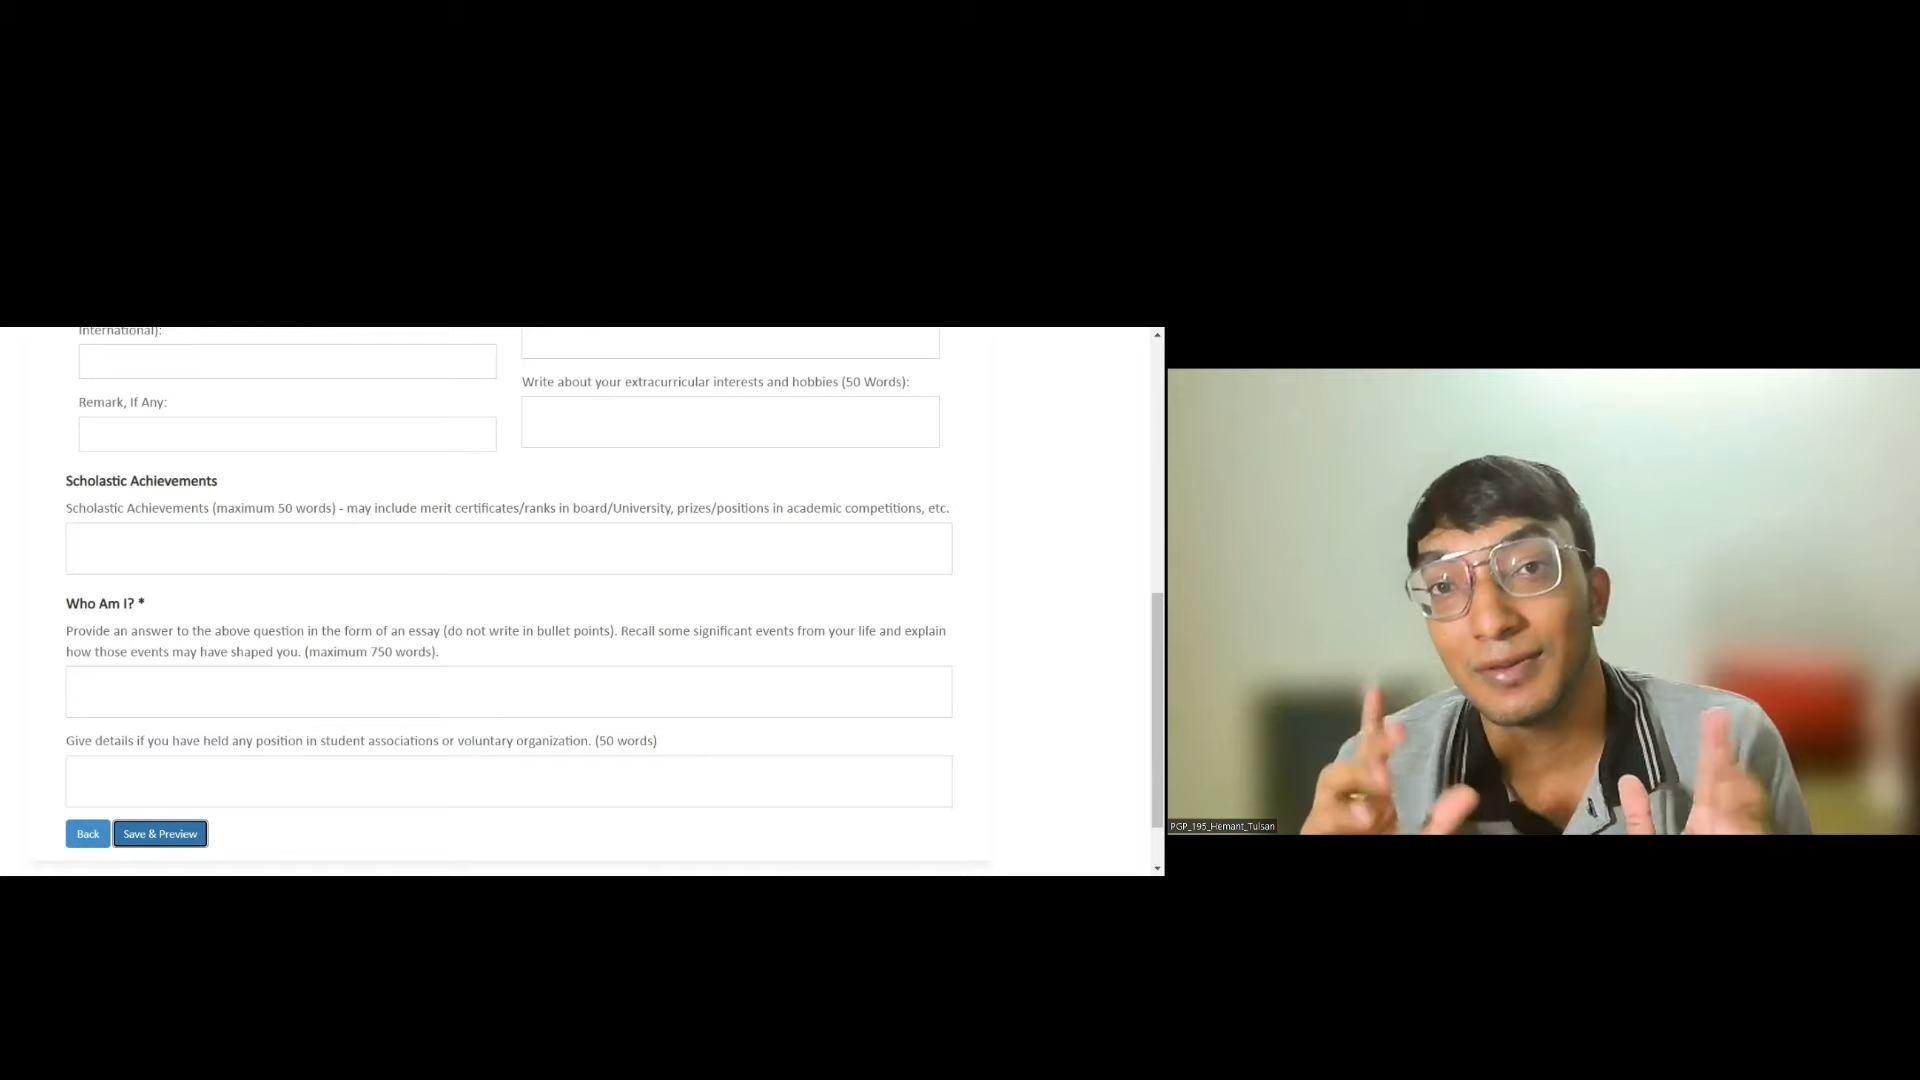 International):
Remark, If Any:
Write about your extracurricular interests and hobbies (50 Words):
Scholastic Achievements
Scholastic Achievements (maximum 50 words) - may include merit certificates/ranks in board/University, prizes/positions in academic competitions, etc.
Who Am I? *
Provide an answer to the above question in the form of an essay (do not write in bullet points). Recall some significant events from your life and explain
how those events may have shaped you. (maximum 750 words).
Give details if you have held any position in student associations or voluntary organization. (50 words)
Back
Save & Preview
PGP_195_Hemant_Tulsan